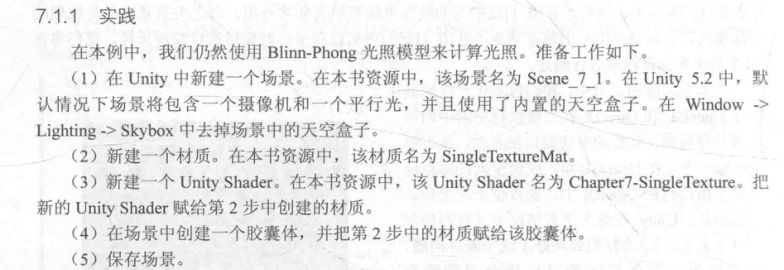 7.1.1 实践
在本例中，我们仍然使用 Blinn-Phong 光照模型来计算光照。准备工作如下。
（1）在 Unity 中新建一个场景。在本书资源中，该场景名为 Scene_7_1。在 Unity 5.2 中，默
认情况下场景将包含一个摄像机和一个平行光，并且使用了内置的天空盒子。在 Window ->
Lighting -> Skybox 中去掉场景中的天空盒子。
（2）新建一个材质。在本书资源中，该材质名为 SingleTextureMat。
（3）新建一个 Unity Shader。在本书资源中，该 Unity Shader 名为 Chapter7-SingleTexture。把
新的 Unity Shader 赋给第 2 步中创建的材质。
（4）在场景中创建一个胶囊体，并把第 2 步中的材质赋给该胶囊体。
（5）保存场景。